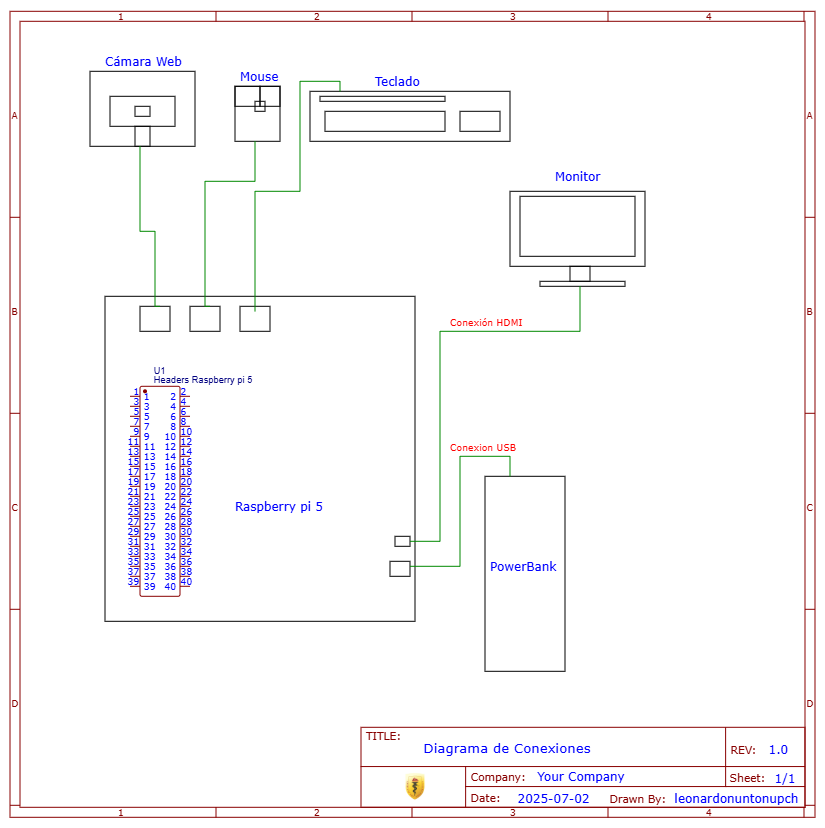 1 2 3 4
Cámara Web
Mouse
Teclado
A A
Monitor
B B
Conexión HDMI
U1
Headers Raspberry pi 5
1 1 2 2
3 3 4 4
5 5 6 6
7 7 8 8
9 9 10 10
11 11 12 12
13 13 14 14
15 15 16 16
17 17 18 18
19 19 20 20
21 21 22 22
23 23 24 24
25 25 26 26
27 27 28 28
29 29 30 30
31 31 32 32
33 33 34 34
35 35 36 36
37 37 38 38
39 39 40 40
Conexion USB
Raspberry pi 5
C C
PowerBank
D D
TITLE:
Diagrama de Conexiones
REV: 1.0
Company: Your Company
Sheet: 1/1
Date: 2025-07-02 Drawn By: leonardonuntonupch
1 2 3 4